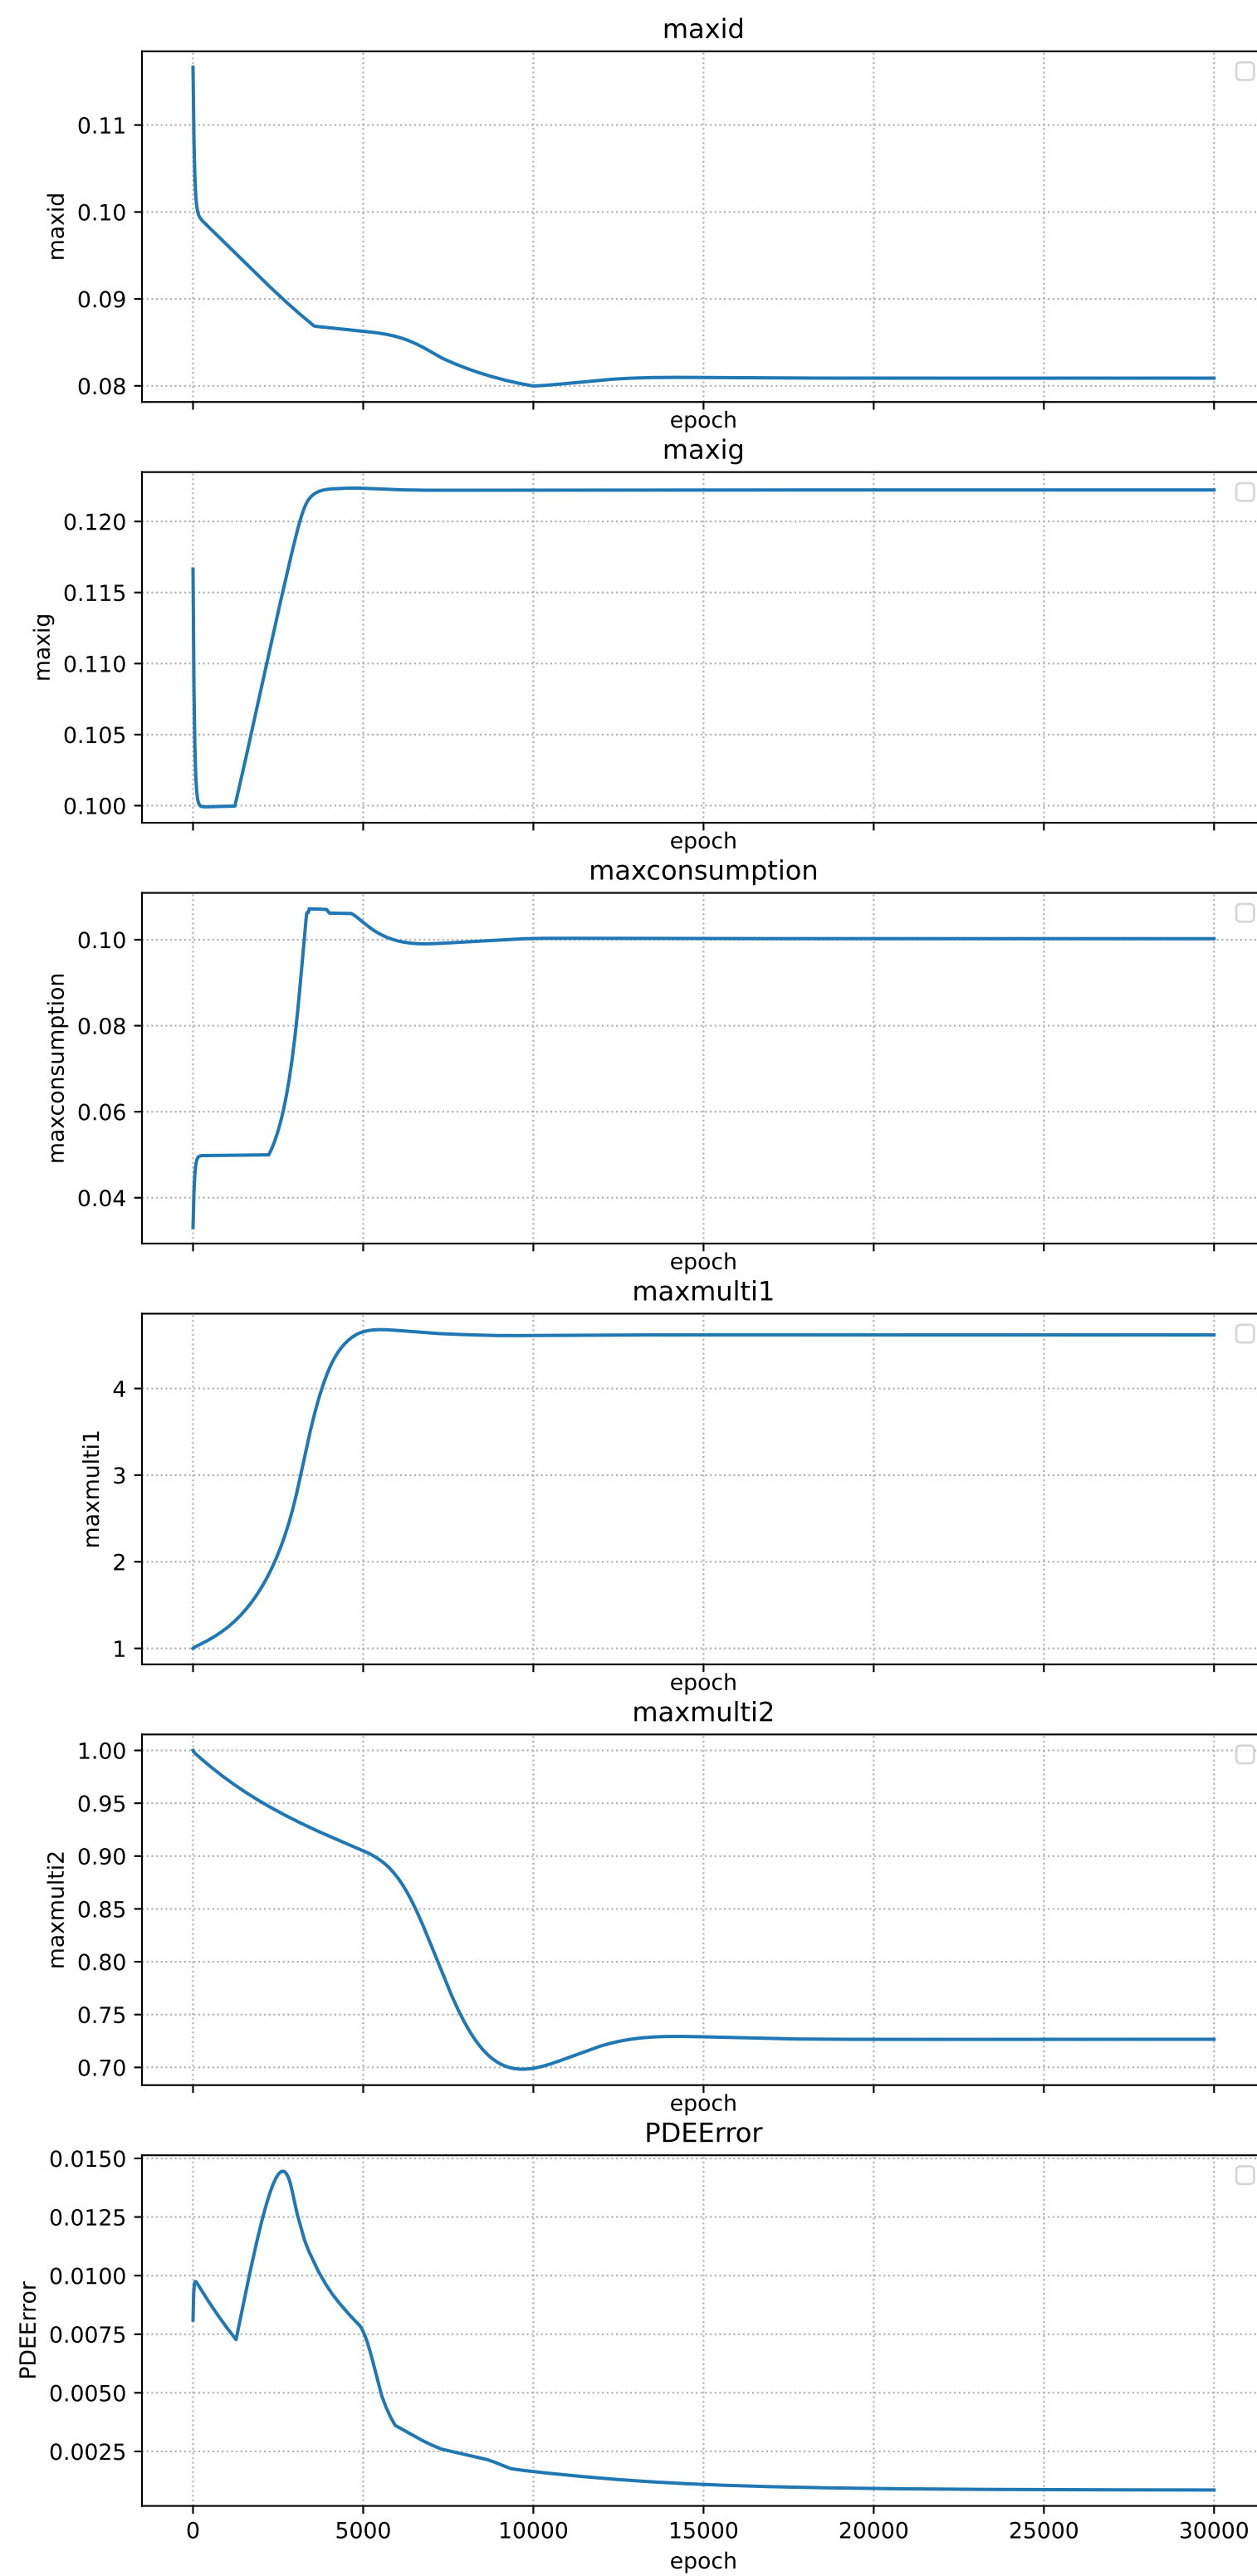 maxid
0.11
0.10
0.09
0.08
maxid
epoch
maxig
0.120
0.115
0.110
0.105
0.100
maxig
epoch
maxconsumption
0.10
0.08
0.06
0.04
maxconsumption
epoch
maxmulti1
4
3
2
1
maxmulti1
epoch
maxmulti2
1.00
0.95
0.90
0.85
0.80
0.75
0.70
maxmulti2
epoch
PDEError
0.0150
0.0125
0.0100
0.0075
0.0050
0.0025
PDEError
0 5000 10000 15000 20000 25000 30000
epoch